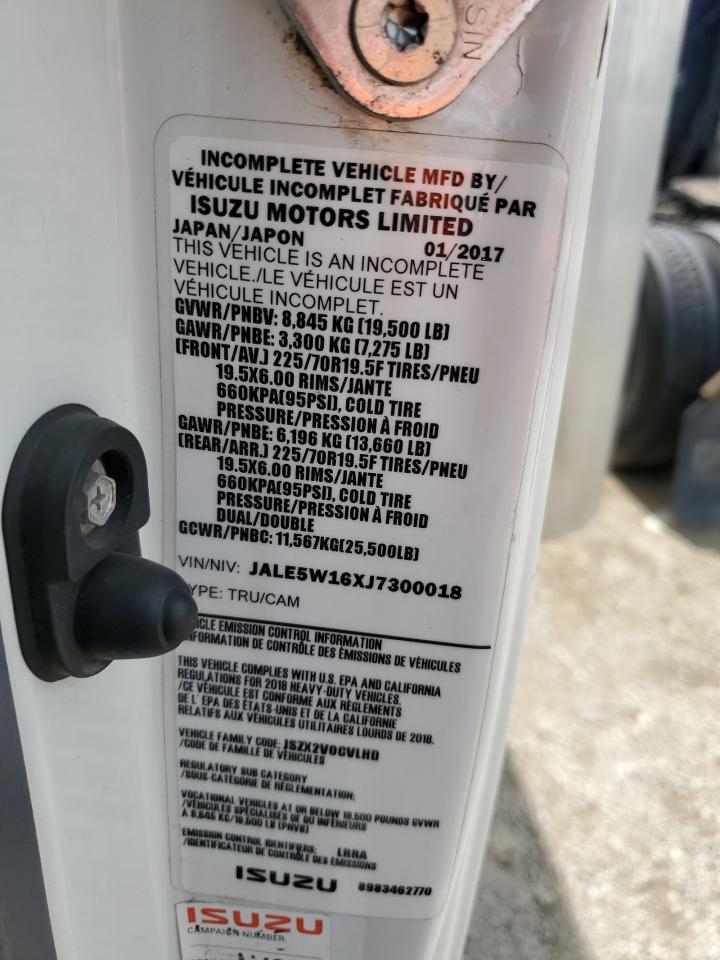 SIN
INCOMPLETE VEHICLE MFD BY/
VÉHICULE INCOMPLET FABRIQUÉ PAR
ISUZU MOTORS LIMITED
JAPAN/JAPON 01/2017
THIS VEHICLE IS AN INCOMPLETE
VEHICLE./LE VÉHICULE EST UN
VÉHICULE INCOMPLET.
GVWR/PNBV: 8,845 KG (19,500 LB)
GAWR/PNBE: 3,300 KG (7,275 LB)
(FRONT/AV.) 225/70R19.5F TIRES/PNEU
19.5X6.00 RIMS/JANTE
660KPA(95PSI), COLD TIRE
PRESSURE/PRESSION À FROID
GAWR/PNBE: 6,196 KG (13,660 LB)
(REAR/ARR.) 225/70R19.5F TIRES/PNEU
19.5X6.00 RIMS/JANTE
660KPA(95PSI), COLD TIRE
PRESSURE/PRESSION À FROID
DUAL/DOUBLE
GCWR/PNBC: 11,567KG(25,500LB)
VIN/NIV: JALE5W16XJ7300018
YPE: TRU/CAM
ICLE EMISSION CONTROL INFORMATION
NFORMATION DE CONTRÔLE DES ÉMISSIONS DE VÉHICULES
THIS VEHICLE COMPLIES WITH U.S. EPA AND CALIFORNIA
REGULATIONS FOR 2018 HEAVY-DUTY VEHICLES.
/CE VÉHICULE EST CONFORME AUX RÈGLEMENTS
DE L'EPA DES ÉTATS-UNIS ET DE LA CALIFORNIE
RELATIFS AUX VÉHICULES UTILITAIRES LOURDS DE 2018.
VEHICLE FAMILY CODE: JSZX2VOCVLHD
/CODE DE FAMILLE DE VÉHICULES
REGULATORY SUB CATEGORY
/SOUS-CATÉGORIE DE RÉGLEMENTATION:
VOCATIONAL VEHICLES AT OR BELOW 19,500 POUNDS GVWR
/VÉHICULES SPÉCIALISÉS DE OU INFÉRIEURS
À 8,845 KG/19,500 LB (PNVB)
EMISSION CONTROL IDENTIFIERS: LRRA
/IDENTIFICATEUR DE CONTRÔLE DES ÉMISSIONS
ISUZU 8983462770
ISUZU
CAMPAIGN NUMBER: